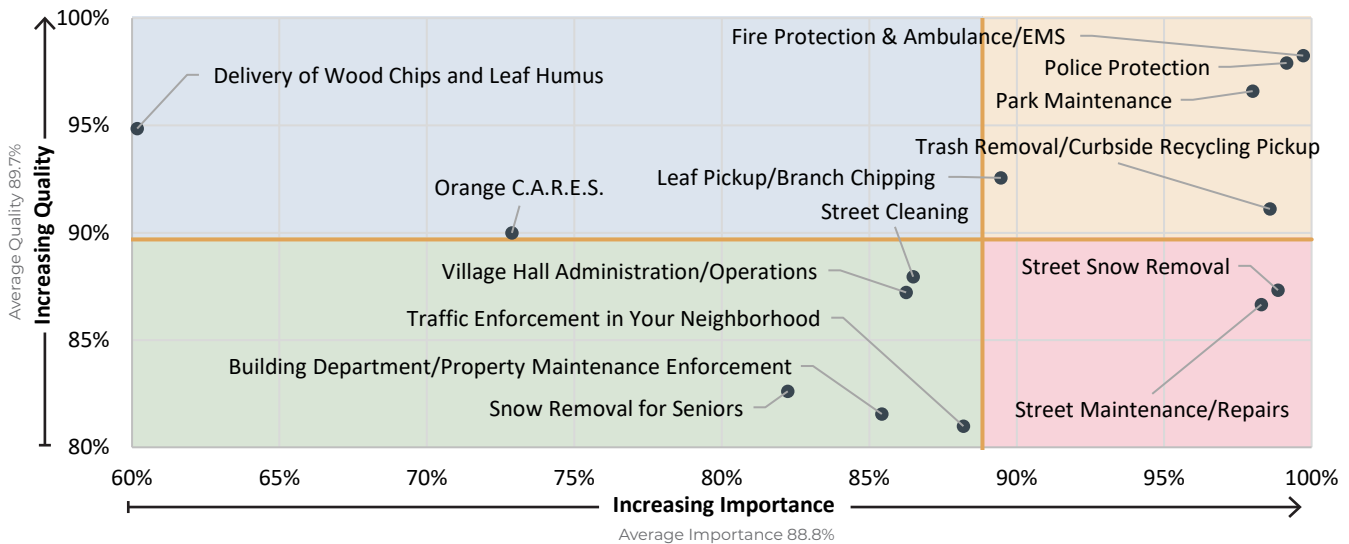 100%
95%
90%
85%
80%
Average Quality 89.7%
Increasing Quality
Fire Protection & Ambulance/EMS
Delivery of Wood Chips and Leaf Humus
Police Protection
Park Maintenance
Trash Removal/Curbside Recycling Pickup
Leaf Pickup/Branch Chipping
Orange C.A.R.E.S.
Street Cleaning
Village Hall Administration/Operations
Street Snow Removal
Traffic Enforcement in Your Neighborhood
Building Department/Property Maintenance Enforcement
Snow Removal for Seniors
Street Maintenance/Repairs
60% 65% 70% 75% 80% 85% 90% 95% 100%
Increasing Importance
Average Importance 88.8%